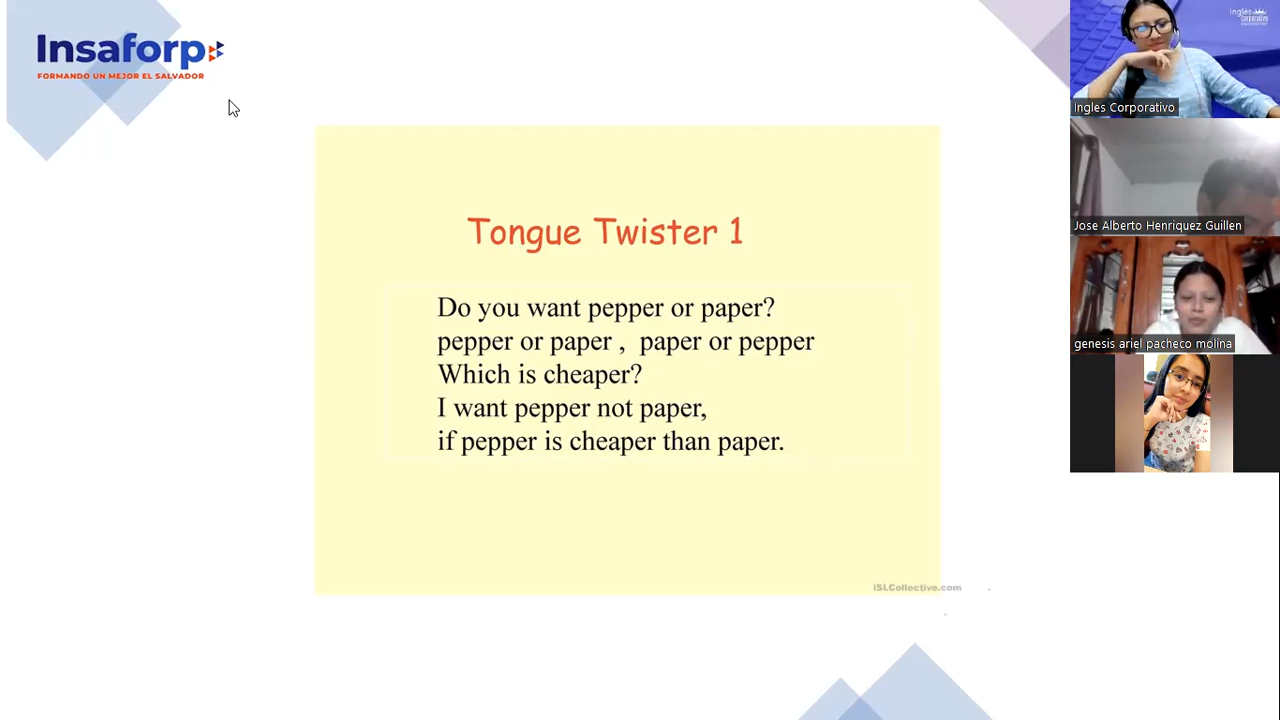 Insaforp
FORMANDO UN MEJOR EL SALVADOR
Tongue Twister 1
Do you want pepper or paper?
pepper or paper , paper or pepper
Which is cheaper?
I want pepper not paper,
if pepper is cheaper than paper.
iSLCollective.com
Inglés
Corporativo
Ingles Corporativo
Jose Alberto Henriquez Guillen
genesis ariel pacheco molina